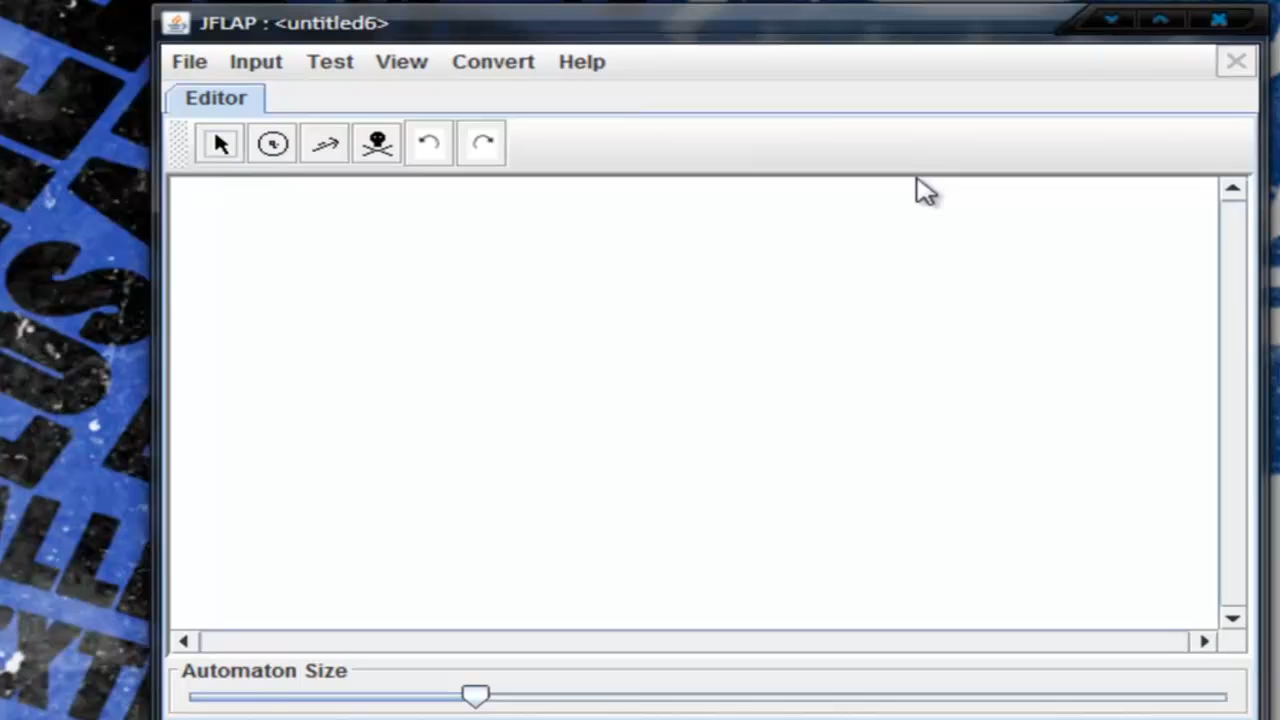 JFLAP : <untitled6>
File Input Test View Convert Help
Editor
Automaton Size